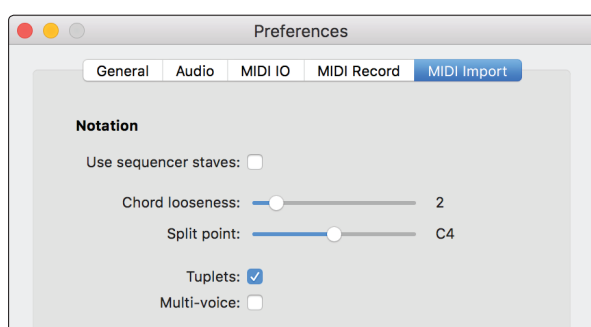 Preferences
General Audio MIDI IO MIDI Record MIDI Import
Notation
Use sequencer staves:
Chord looseness: 2
Split point: C4
Tuplets:
Multi-voice: